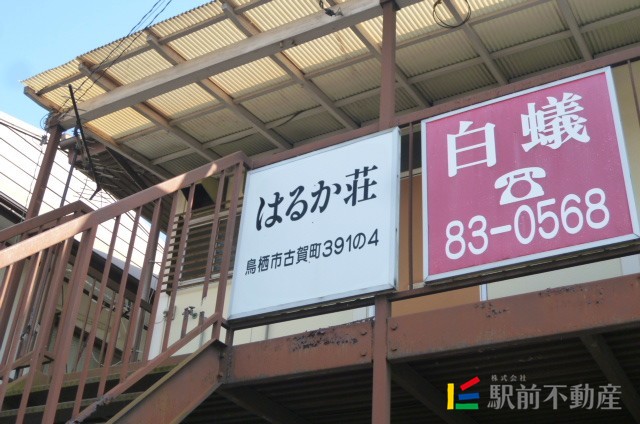 はるか荘
鳥栖市古賀町391の4
白蟻
☎
83-0568
株式会社
駅前不動産